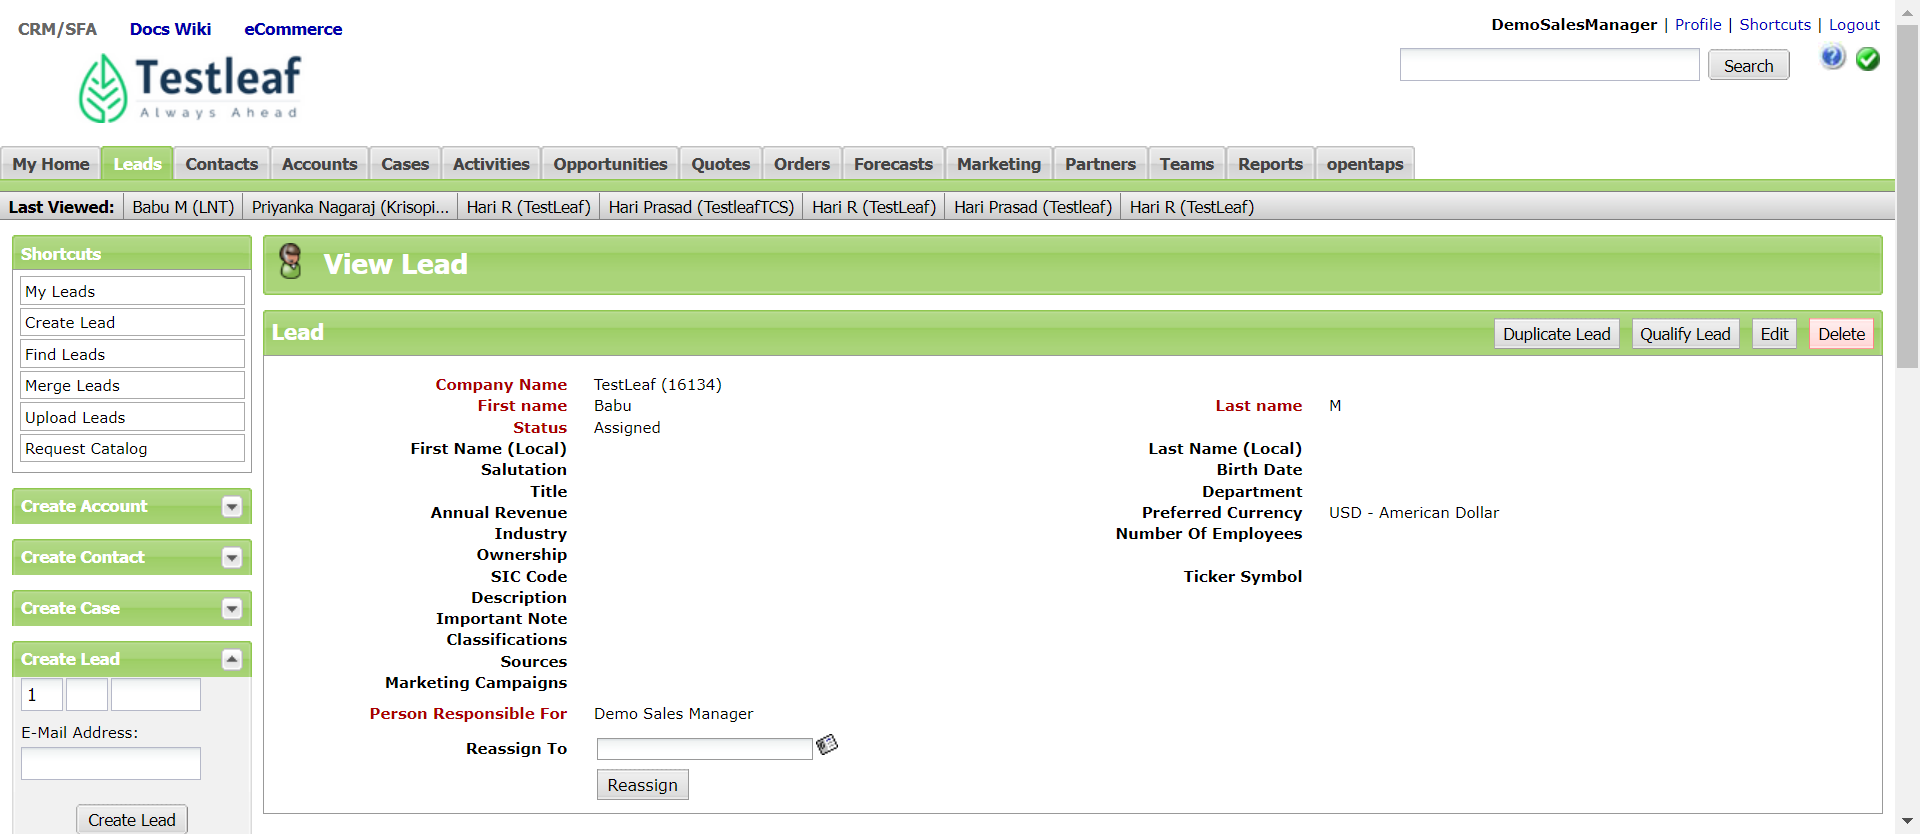 CRM/SFA Docs Wiki eCommerce
DemoSalesManager | Profile | Shortcuts | Logout
Testleaf
Always Ahead
Search
My Home Leads Contacts Accounts Cases Activities Opportunities Quotes Orders Forecasts Marketing Partners Teams Reports opentaps
Last Viewed: Babu M (LNT) Priyanka Nagaraj (Krisopi... Hari R (TestLeaf) Hari Prasad (TestleafTCS) Hari R (TestLeaf) Hari Prasad (Testleaf) Hari R (TestLeaf)
Shortcuts
My Leads
Create Lead
Find Leads
Merge Leads
Upload Leads
Request Catalog
Create Account
Create Contact
Create Case
Create Lead
1
E-Mail Address:
Create Lead
View Lead
Lead
Duplicate Lead Qualify Lead Edit Delete
Company Name TestLeaf (16134)
First name Babu Last name M
Status Assigned
First Name (Local) Last Name (Local)
Salutation Birth Date
Title Department
Annual Revenue Preferred Currency USD - American Dollar
Industry Number Of Employees
Ownership
SIC Code Ticker Symbol
Description
Important Note
Classifications
Sources
Marketing Campaigns
Person Responsible For Demo Sales Manager
Reassign To
Reassign